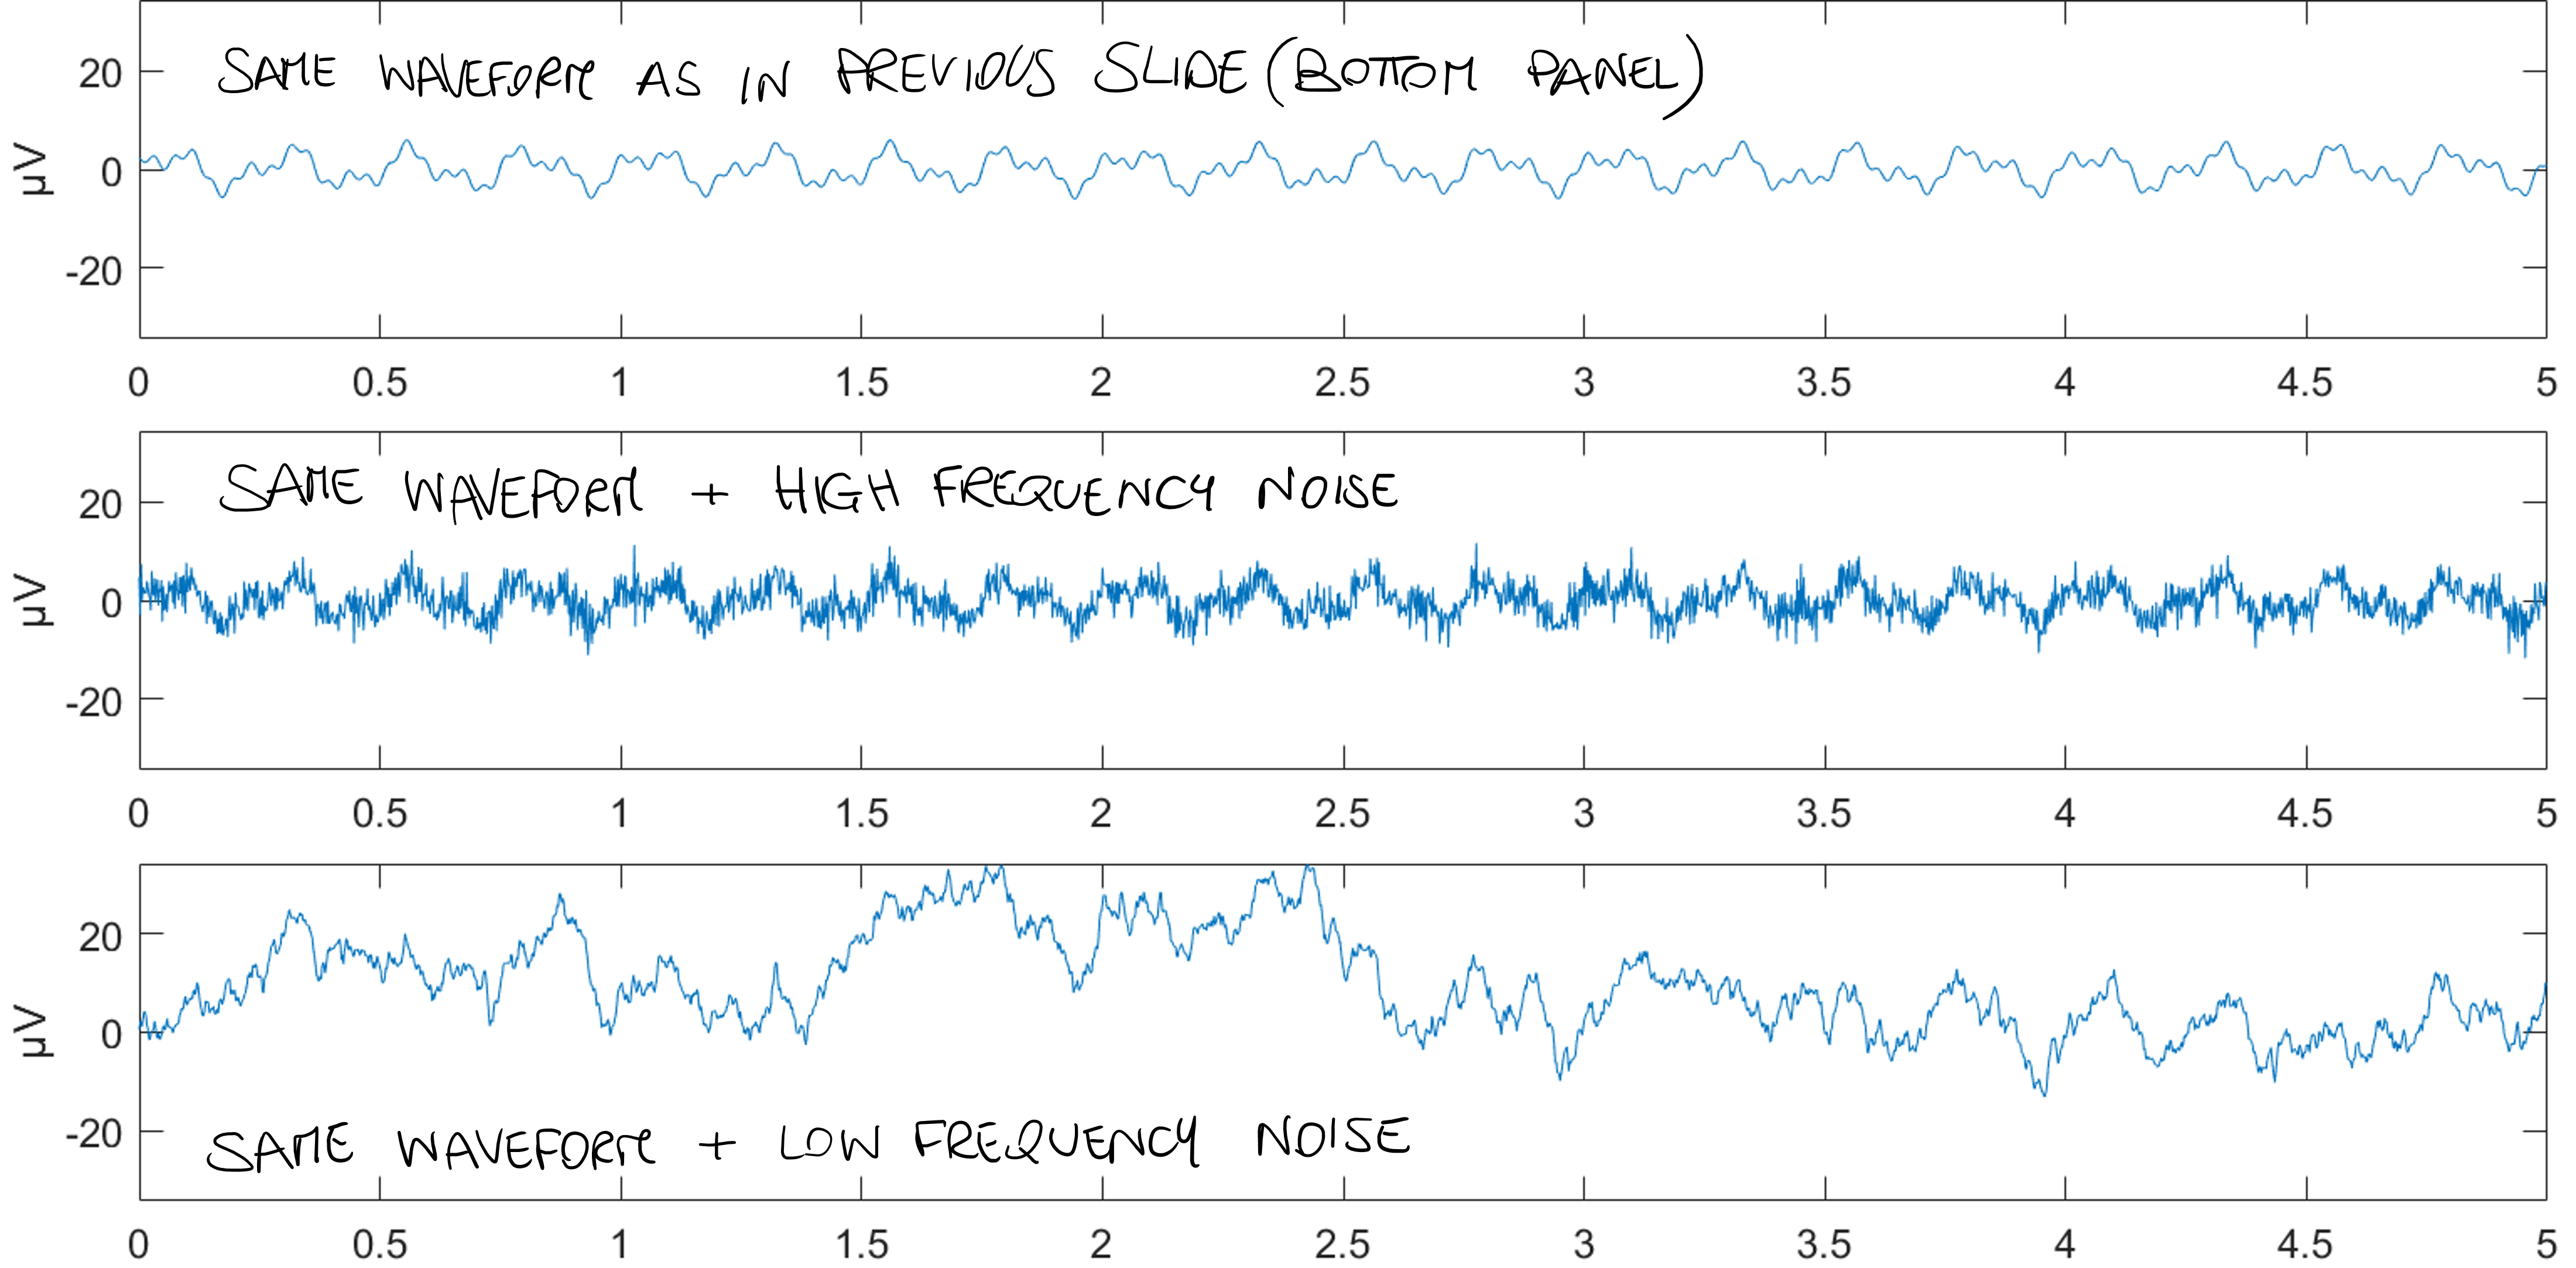 SAME WAVEFORM AS IN PREVIOUS SLIDE (BOTTOM PANEL)
20
0
-20
µV
0 0.5 1 1.5 2 2.5 3 3.5 4 4.5 5
SAME WAVEFORM + HIGH FREQUENCY NOISE
20
0
-20
µV
0 0.5 1 1.5 2 2.5 3 3.5 4 4.5 5
20
0
-20
µV
SAME WAVEFORM + LOW FREQUENCY NOISE
0 0.5 1 1.5 2 2.5 3 3.5 4 4.5 5